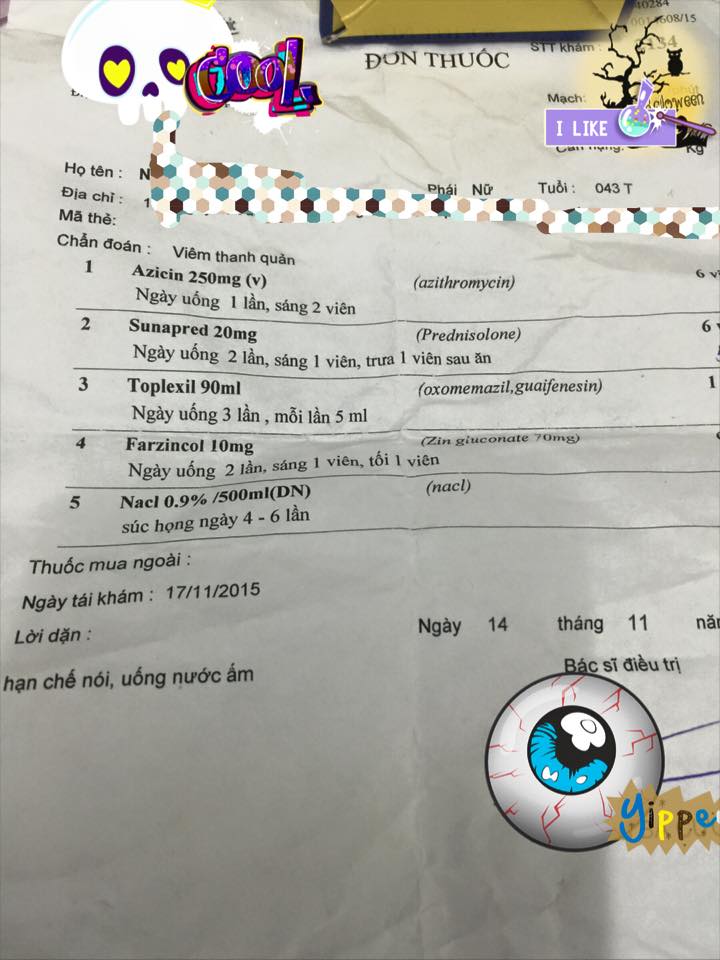 40284
608/15
ĐƠN THUỐC
STT khám :
COOL
Mạch:
I LIKE
Kg
Họ tên : N
Phái Nữ Tuổi : 043 T
Địa chỉ : 1
Mã thẻ:
Chẩn đoán : Viêm thanh quản
1 Azicin 250mg (v) (azithromycin) 6
Ngày uống 1 lần, sáng 2 viên
2 Sunapred 20mg (Prednisolone) 6
Ngày uống 2 lần, sáng 1 viên, trưa 1 viên sau ăn
3 Toplexil 90ml (oxomemazil,guaifenesin) 1
Ngày uống 3 lần , mỗi lần 5 ml
4 Farzincol 10mg (Zin gluconate 70mg)
Ngày uống 2 lần, sáng 1 viên, tối 1 viên
5 Nacl 0.9% /500ml(DN) (nacl)
súc họng ngày 4 - 6 lần
Thuốc mua ngoài :
Ngày tái khám : 17/11/2015
Ngày 14 tháng 11
Lời dặn :
Bác sĩ điều trị
hạn chế nói, uống nước ấm
yippe